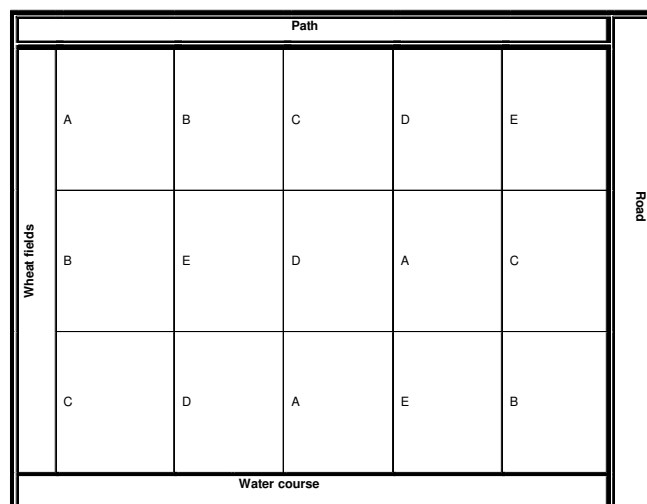 Path
Wheat fields
Road
A B C D E
B E D A C
C D A E B
Water course